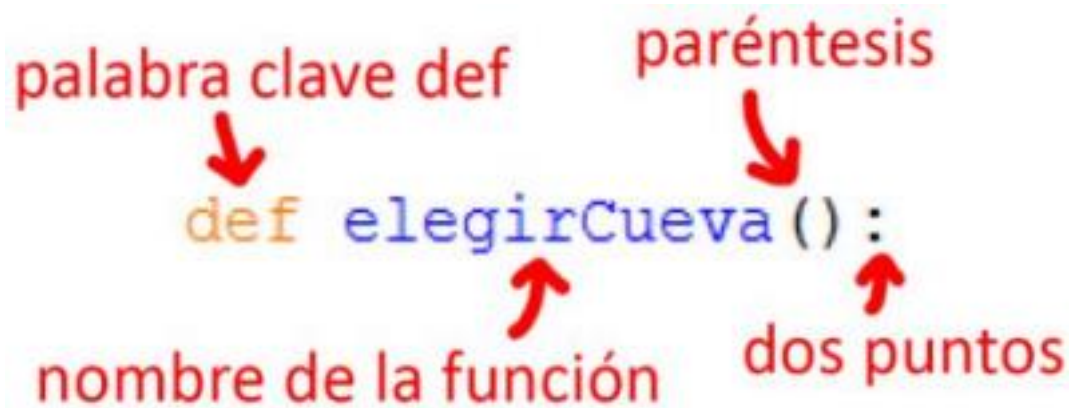 paréntesis
palabra clave def
def elegirCueva():
dos puntos
nombre de la función